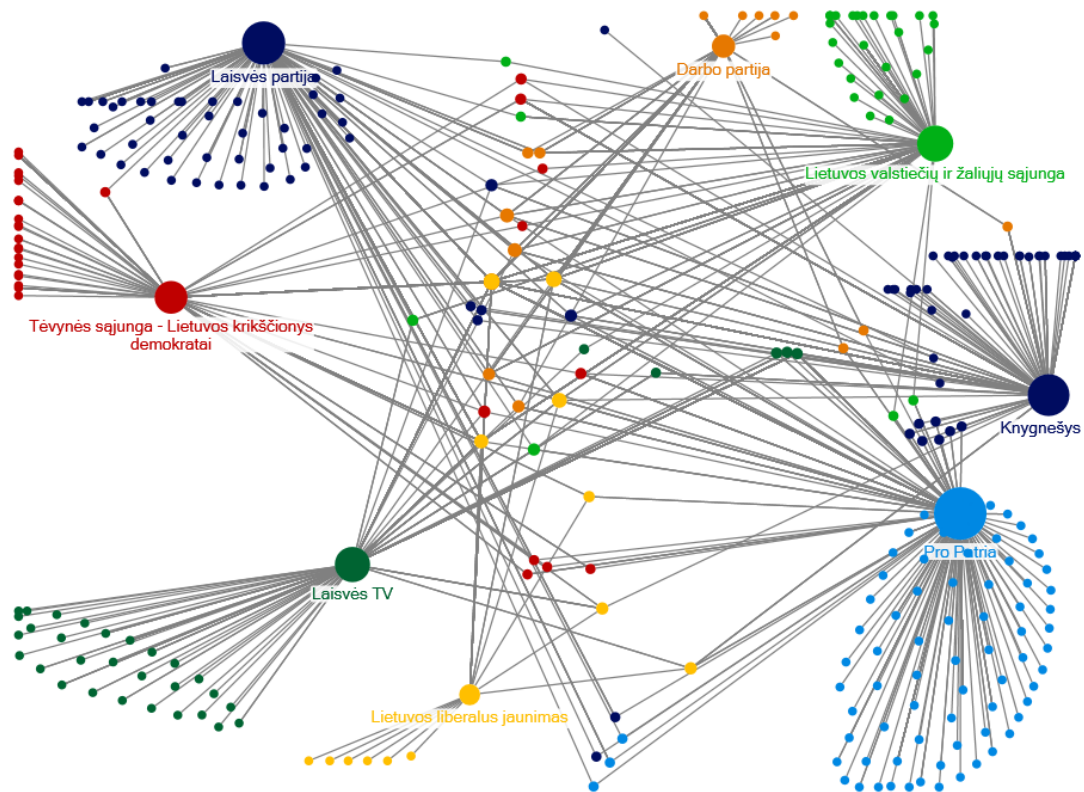 Laisvės partija
Darbo partija
Lietuvos valstiečių ir žaliųjų sąjunga
Tėvynės sąjunga - Lietuvos krikščionys
demokratai
Knygnešys
Pro Patria
Laisvės TV
Lietuvos liberalus jaunimas